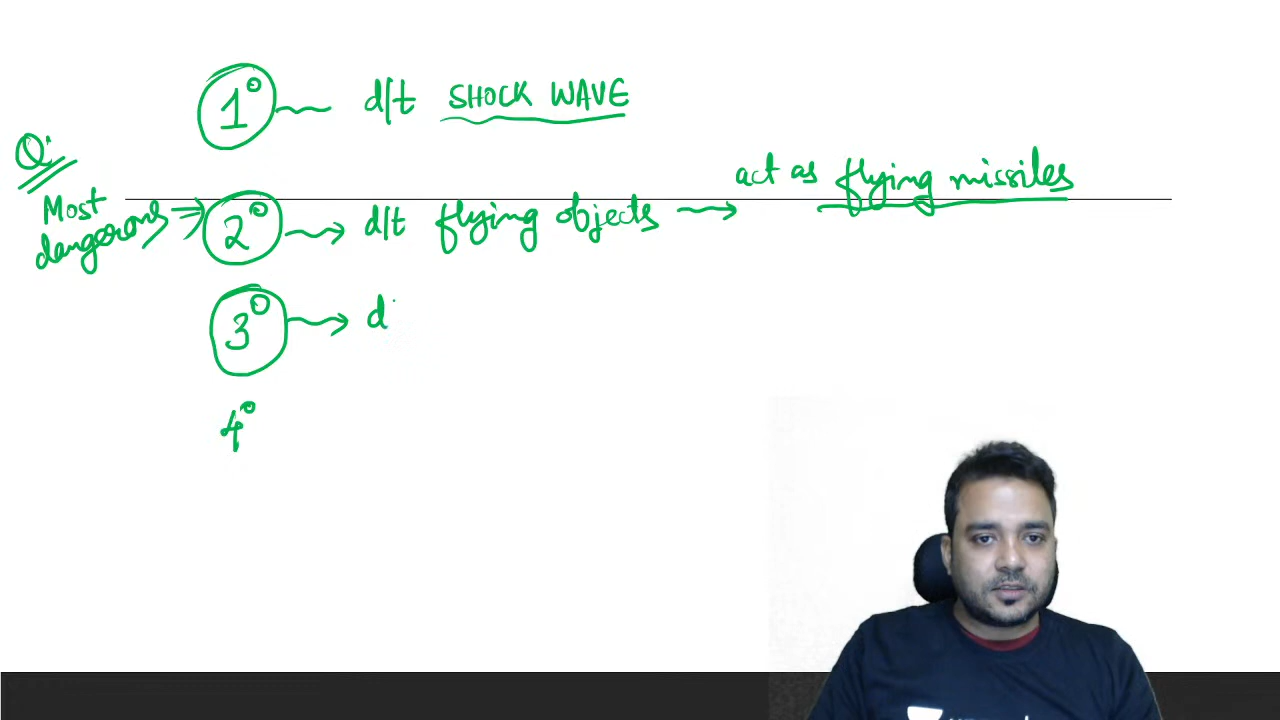 1° d/t SHOCK WAVE
Q:
Most dangerous
2° d/t flying objects act as flying missiles
3° d
4°